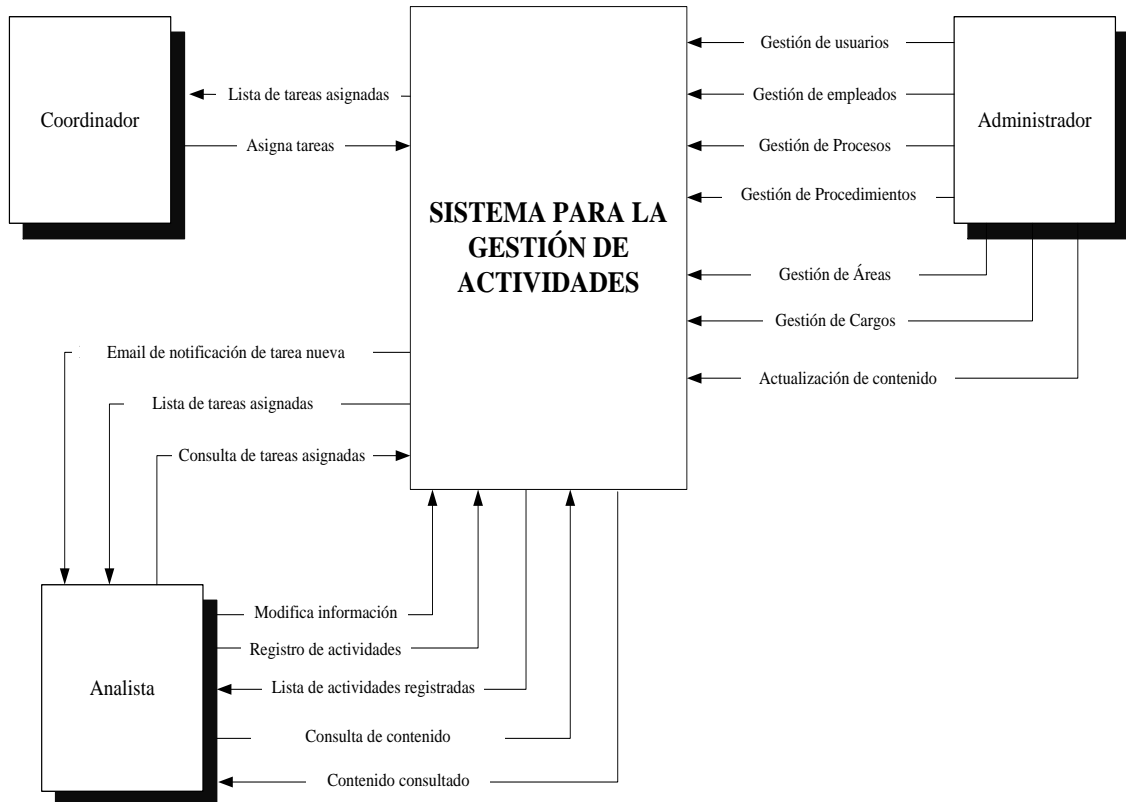 Coordinador
Lista de tareas asignadas
Asigna tareas
SISTEMA PARA LA
GESTIÓN DE
ACTIVIDADES
Gestión de usuarios
Gestión de empleados
Gestión de Procesos
Gestión de Procedimientos
Gestión de Áreas
Gestión de Cargos
Actualización de contenido
Administrador
Email de notificación de tarea nueva
Lista de tareas asignadas
Consulta de tareas asignadas
Analista
Modifica información
Registro de actividades
Lista de actividades registradas
Consulta de contenido
Contenido consultado